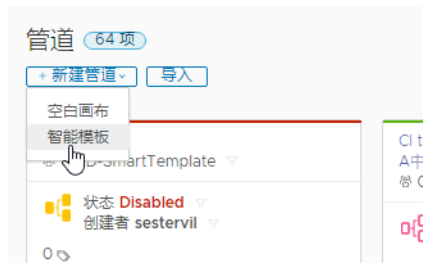 管道 64 项
+ 新建管道 导入
空白画布
智能模板
D-SmartTemplate
CI t
A中
状态 Disabled
创建者 sestervil
0